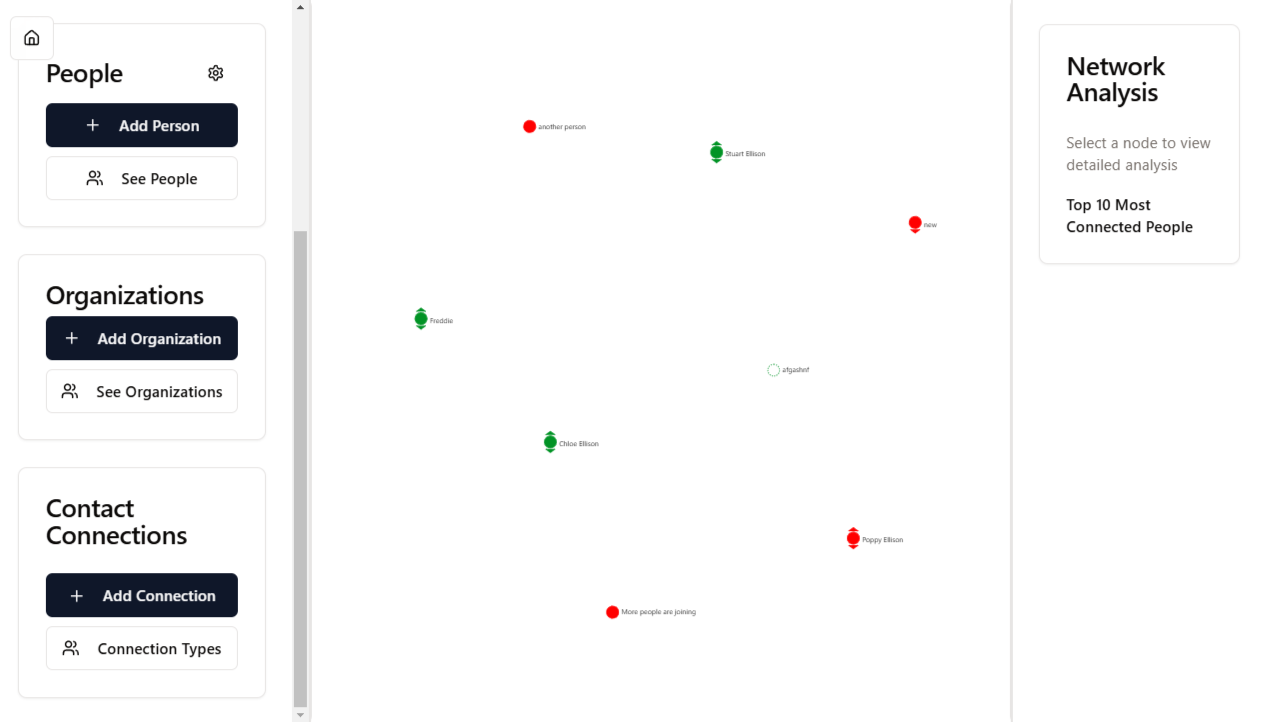 People
Add Person
See People
Organizations
Add Organization
See Organizations
Contact
Connections
Add Connection
Connection Types
another person
Stuart Ellison
new
Freddie
afgashnf
Chloe Ellison
Poppy Ellison
More people are joining
Network
Analysis
Select a node to view
detailed analysis
Top 10 Most
Connected People